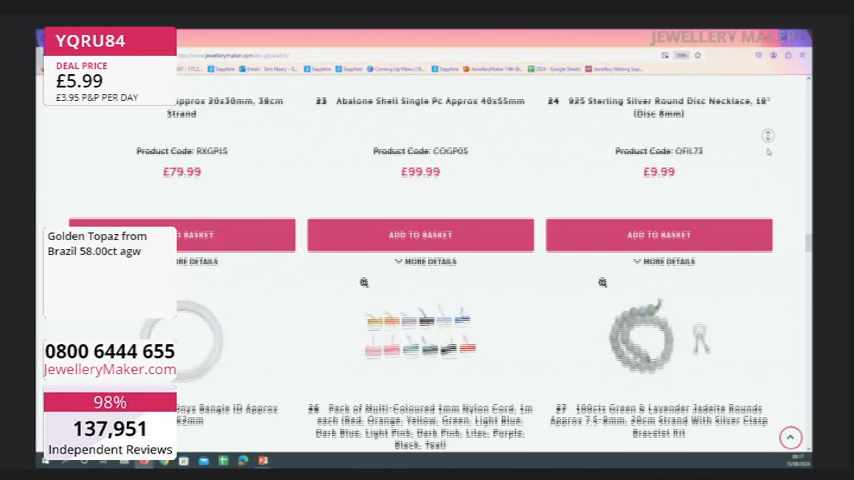 JEWELLERY MAKER
YQRU84
DEAL PRICE
£5.99
£3.95 P&P PER DAY
approx 20x30mm, 38cm
Strand
Product Code: RXGP15
£79.99
23 Abalone Shell Single Pc Approx 40x55mm
Product Code: COGP05
£99.99
24 925 Sterling Silver Round Disc Necklace, 18"
(Disc 8mm)
Product Code: OFIL73
£9.99
BASKET
ADD TO BASKET
ADD TO BASKET
MORE DETAILS
MORE DETAILS
Golden Topaz from
Brazil 58.00ct agw
0800 6444 655
JewelleryMaker.com
98%
137,951
Independent Reviews
Bangle ID Approx
Pack of Multi-Coloured 1mm Nylon Cord, 1m
each (Red, Orange, Yellow, Green, Light Blue,
Dark Blue, Light Pink, Dark Pink, Lilac, Purple,
Black, Teal)
27 100cts Green & Lavender Jadeite Rounds
Approx 7.5-8mm, 20cm Strand With Silver Clasp
Bracelet Kit